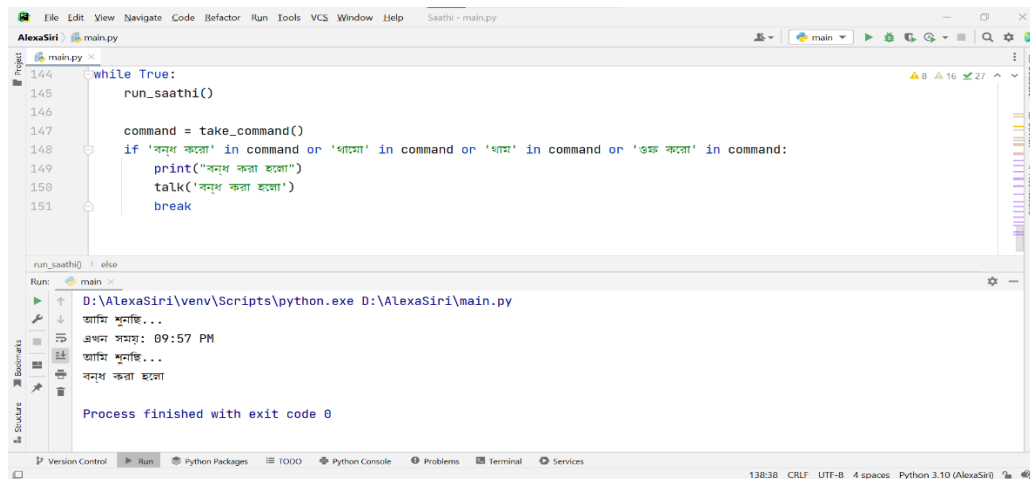 File Edit View Navigate Code Refactor Run Tools VCS Window Help Saathi - main.py
AlexaSiri main.py main
Project
main.py
144 while True:
8 16 27
145 run_saathi()
146
147 command = take_command()
148 if 'বন্ধ করো' in command or 'থামো' in command or 'থাম' in command or 'ওফ করো' in command:
149 print("বন্ধ করা হলো")
150 talk('বন্ধ করা হলো')
151 break
run_saathi() else
Run: main
D:\AlexaSiri\venv\Scripts\python.exe D:\AlexaSiri\main.py
আমি শুনছি...
এখন সময়: 09:57 PM
আমি শুনছি...
বন্ধ করা হলো
Process finished with exit code 0
Bookmarks
Structure
Version Control Run Python Packages TODO Python Console Problems Terminal Services
138:38 CRLF UTF-8 4 spaces Python 3.10 (AlexaSiri)